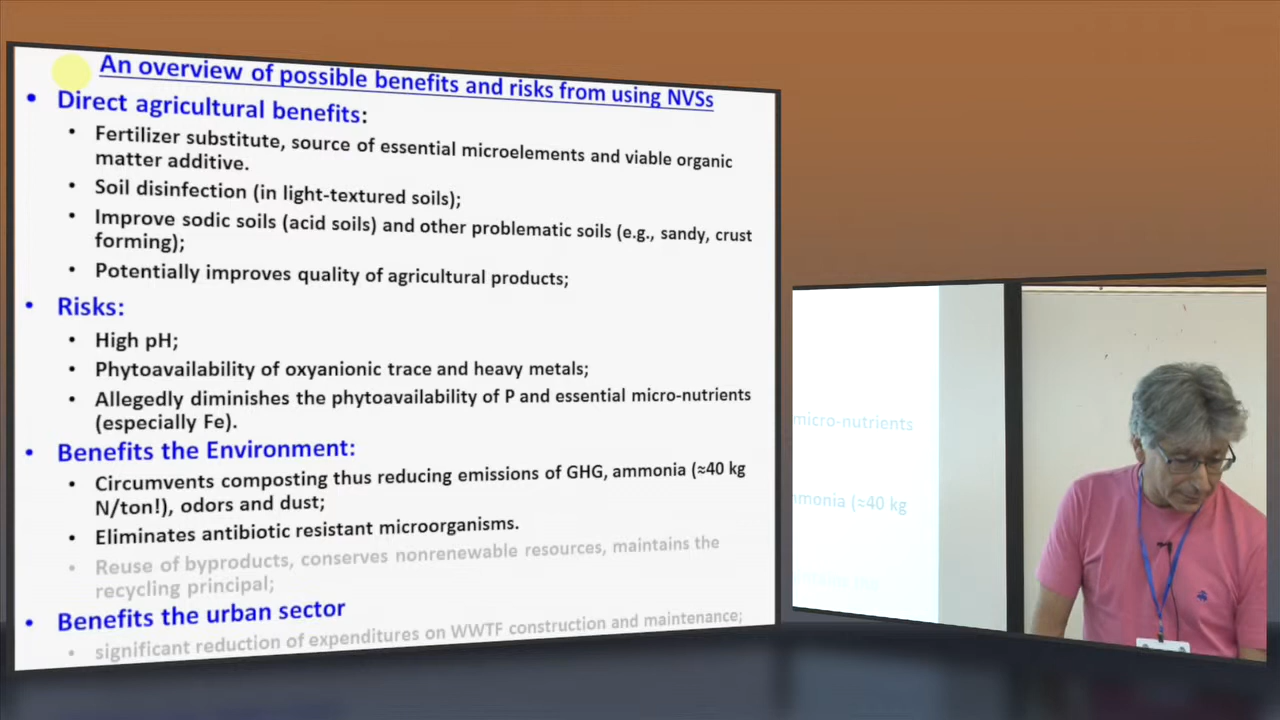 An overview of possible benefits and risks from using NVSs
• Direct agricultural benefits:
• Fertilizer substitute, source of essential microelements and viable organic
matter additive.
• Soil disinfection (in light-textured soils);
• Improve sodic soils (acid soils) and other problematic soils (e.g., sandy, crust
forming);
• Potentially improves quality of agricultural products;
• Risks:
• High pH;
• Phytoavailability of oxyanionic trace and heavy metals;
• Allegedly diminishes the phytoavailability of P and essential micro-nutrients
(especially Fe).
• Benefits the Environment:
• Circumvents composting thus reducing emissions of GHG, ammonia (≈40 kg
N/ton!), odors and dust;
• Eliminates antibiotic resistant microorganisms.
• Reuse of byproducts, conserves nonrenewable resources, maintains the
recycling principal;
• Benefits the urban sector
• significant reduction of expenditures on WWTF construction and maintenance;
micro-nutrients
mmonia (≈40 kg